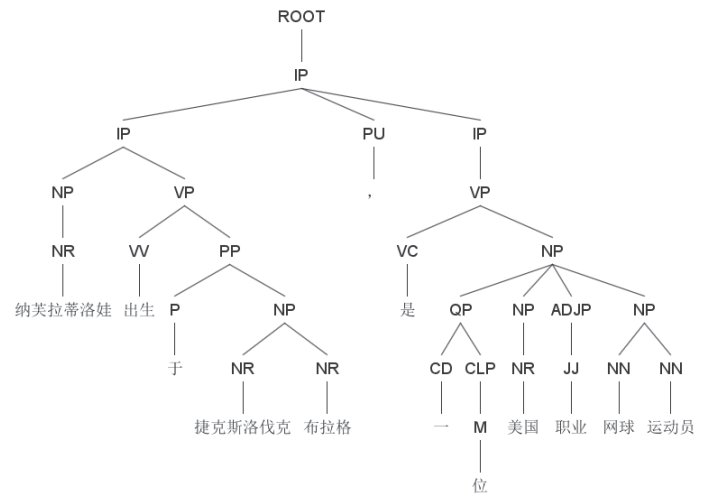 ROOT
IP
IP PU IP
NP VP , VP
NR VV PP VC NP
纳芙拉蒂洛娃 出生 P NP 是 QP NP ADJP NP
于 NR NR CD CLP NR JJ NN NN
捷克斯洛伐克 布拉格 一 M 美国 职业 网球 运动员
位